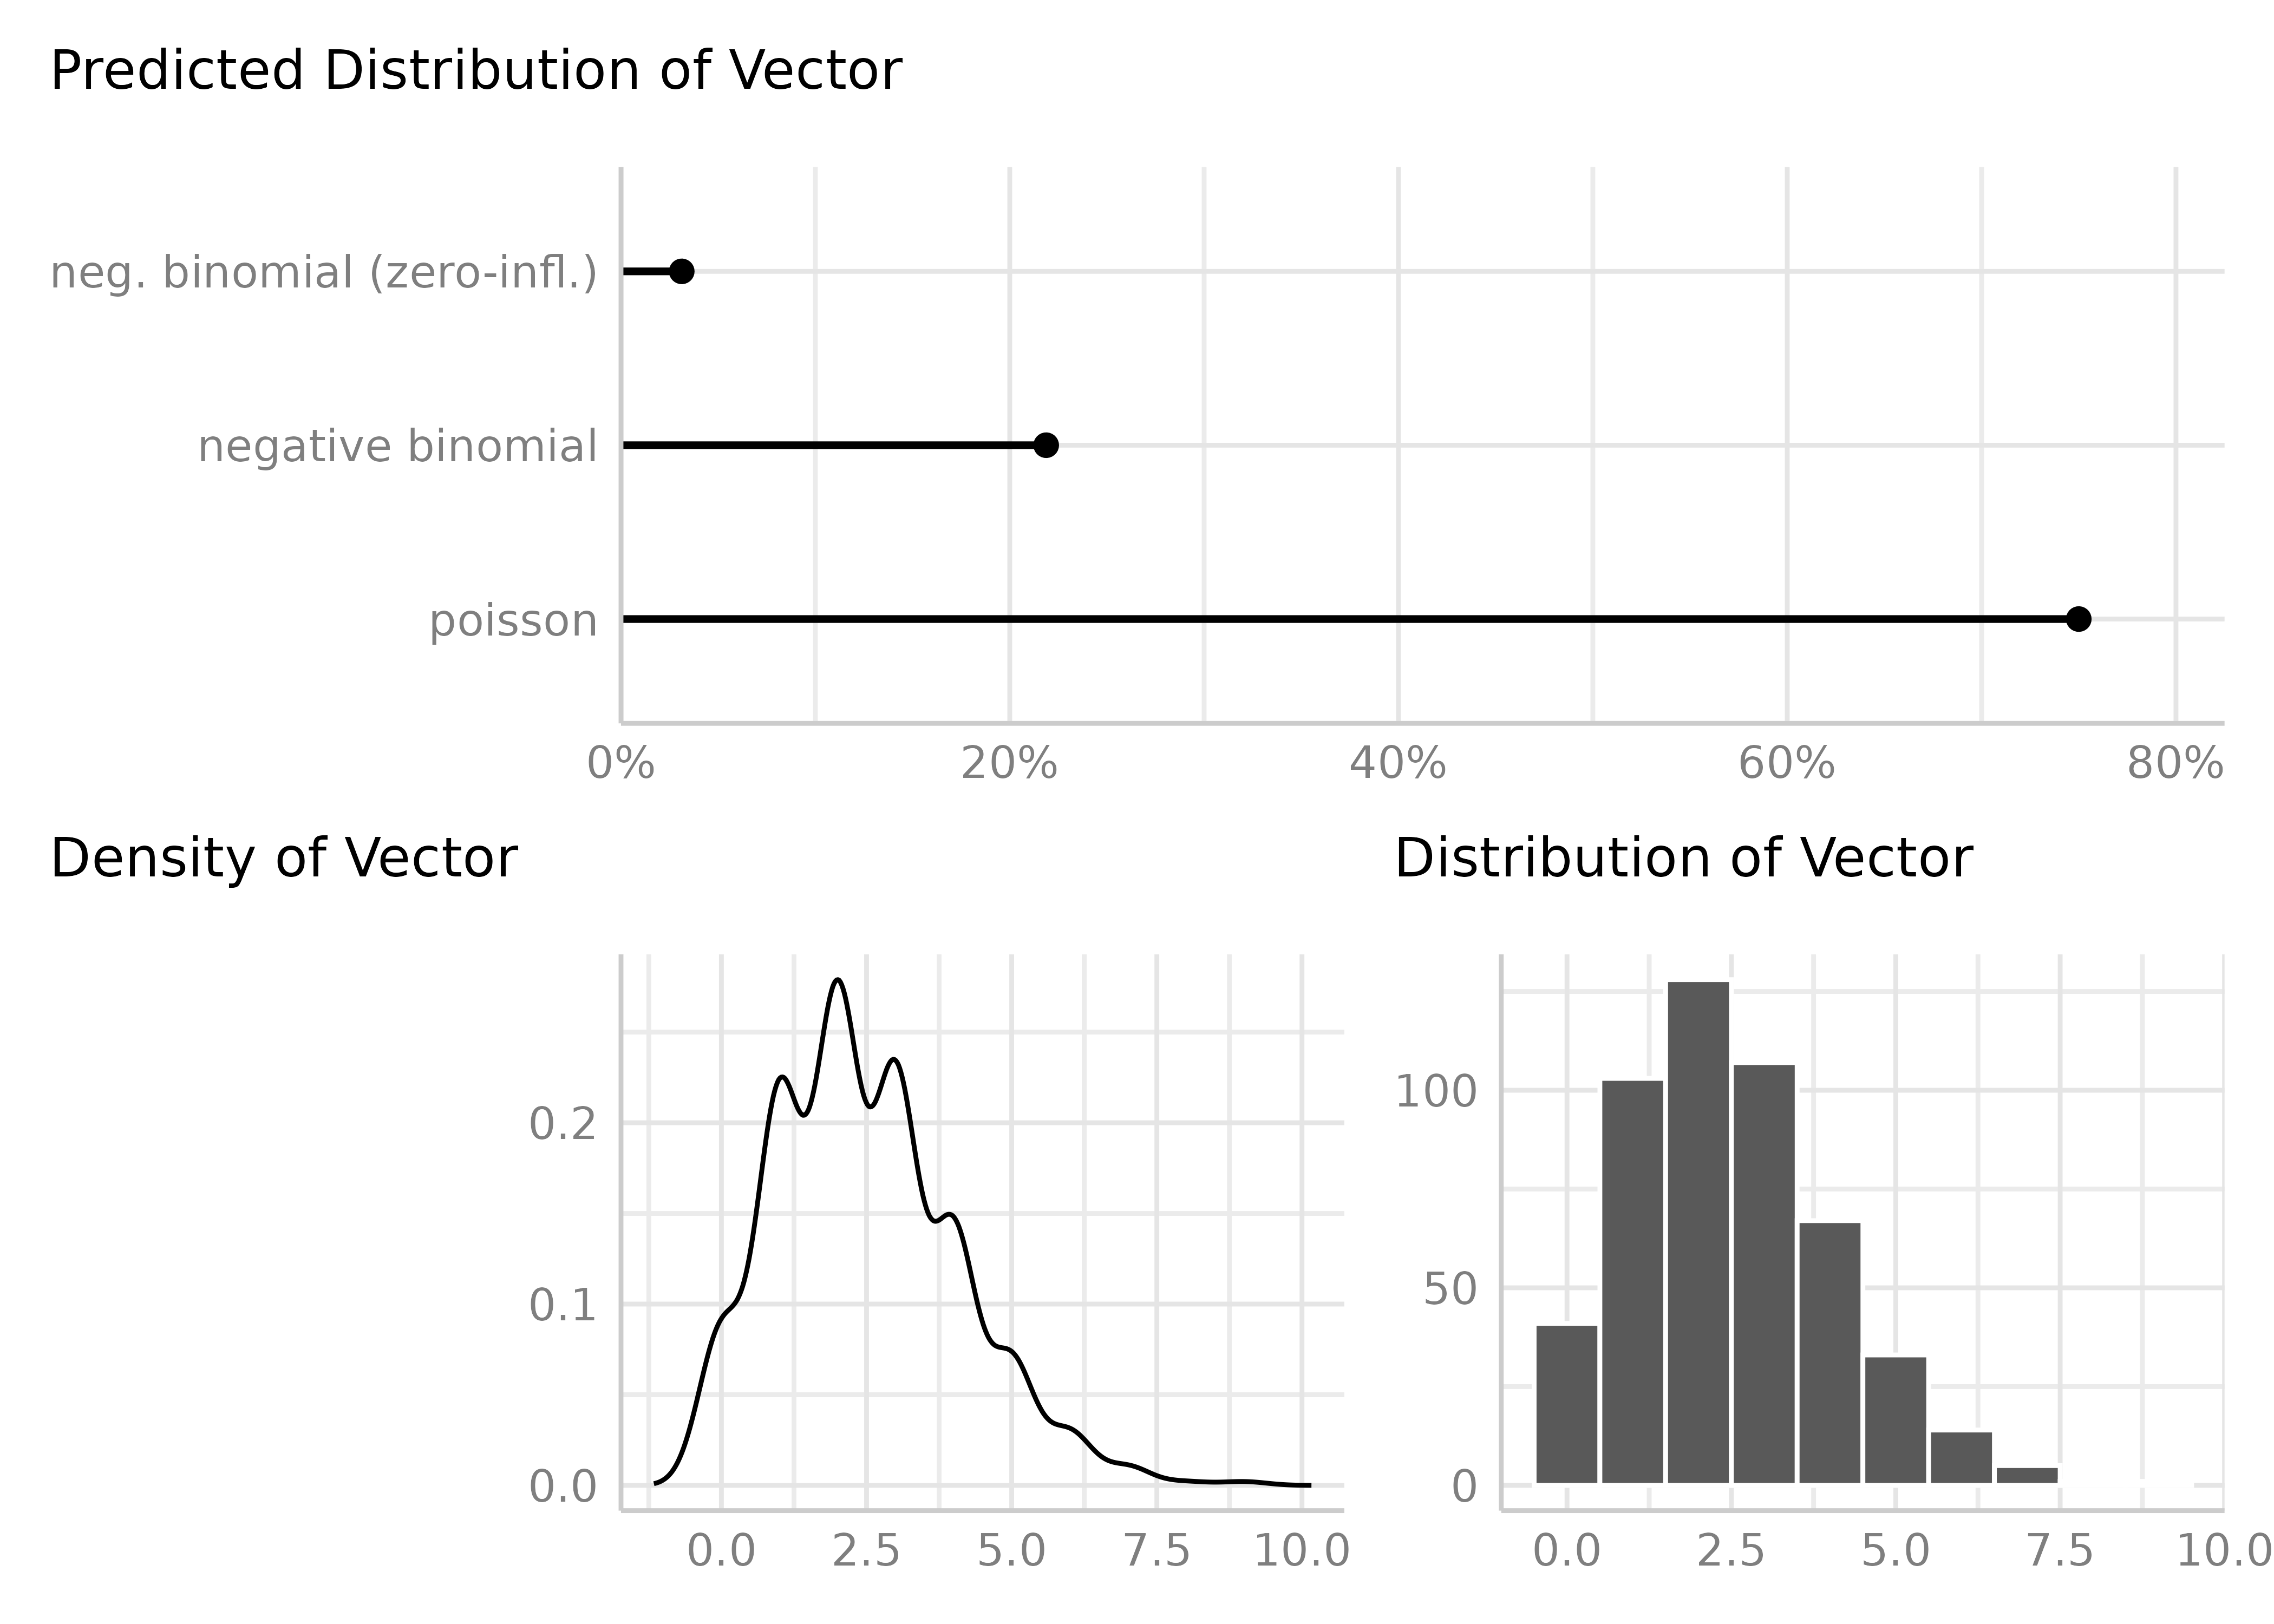 Predicted Distribution of Vector
neg. binomial (zero-infl.)
negative binomial
poisson
0% 20% 40% 60% 80%
Density of Vector
0.2
0.1
0.0
0.0 2.5 5.0 7.5 10.0
Distribution of Vector
100
50
0
0.0 2.5 5.0 7.5 10.0